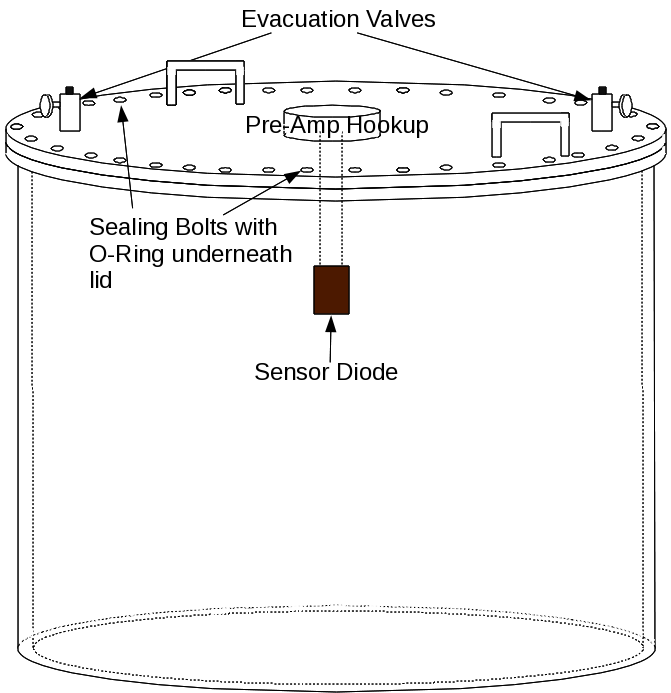 Evacuation Valves
Pre-Amp Hookup
Sealing Bolts with
O-Ring underneath
lid
Sensor Diode